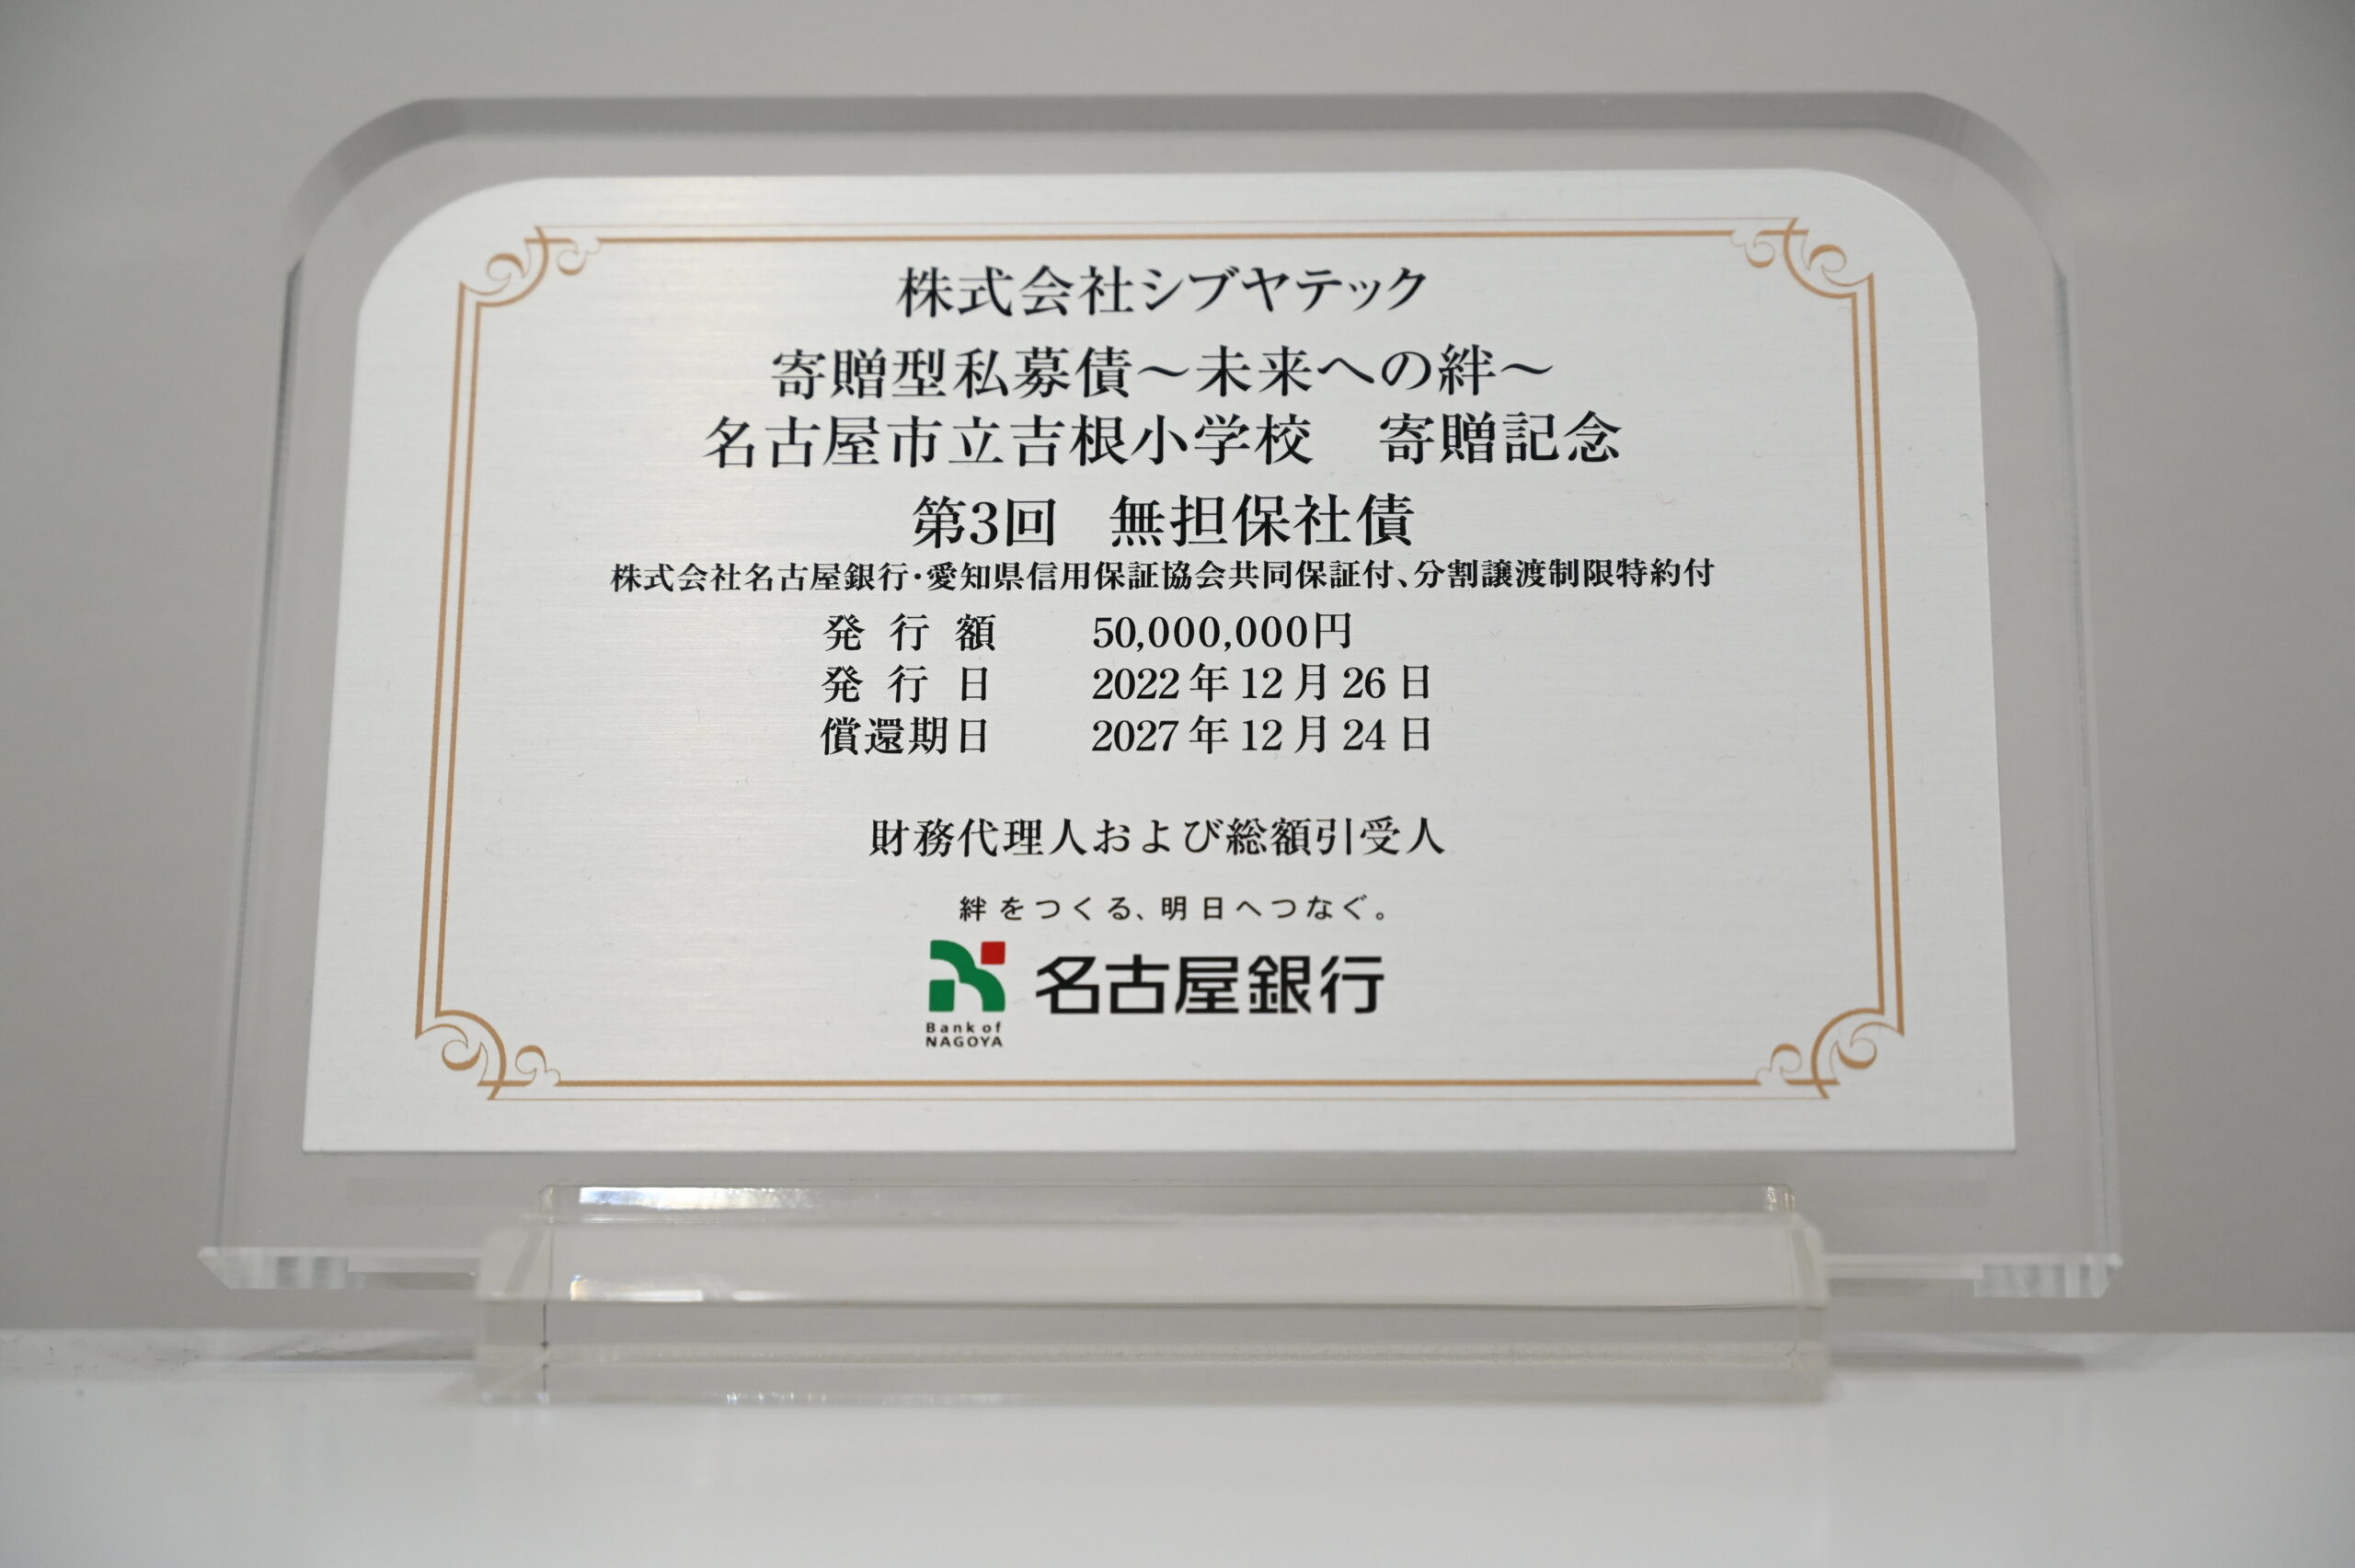 株式会社シブヤテック
寄贈型私募債～未来への絆～
名古屋市立吉根小学校　寄贈記念
第3回　無担保社債
株式会社名古屋銀行・愛知県信用保証協会共同保証付、分割譲渡制限特約付
発行額　50,000,000円
発行日　2022年12月26日
償還期日　2027年12月24日
財務代理人および総額引受人
絆をつくる、明日へつなぐ。
名古屋銀行
Bank of
NAGOYA